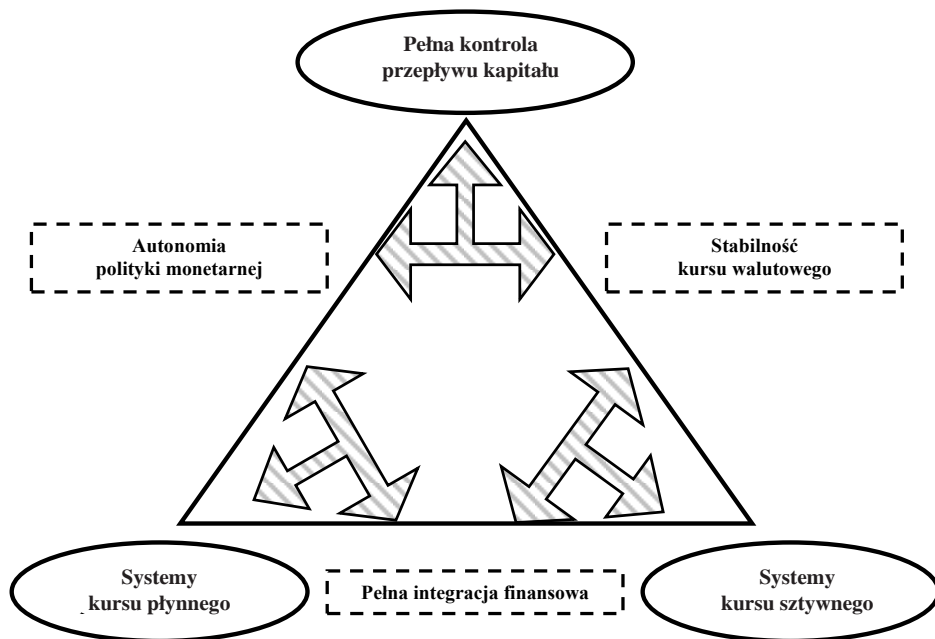 Pełna kontrola
przepływu kapitału
Autonomia
polityki monetarnej
Stabilność
kursu walutowego
Systemy
kursu płynnego
Pełna integracja finansowa
Systemy
kursu sztywnego